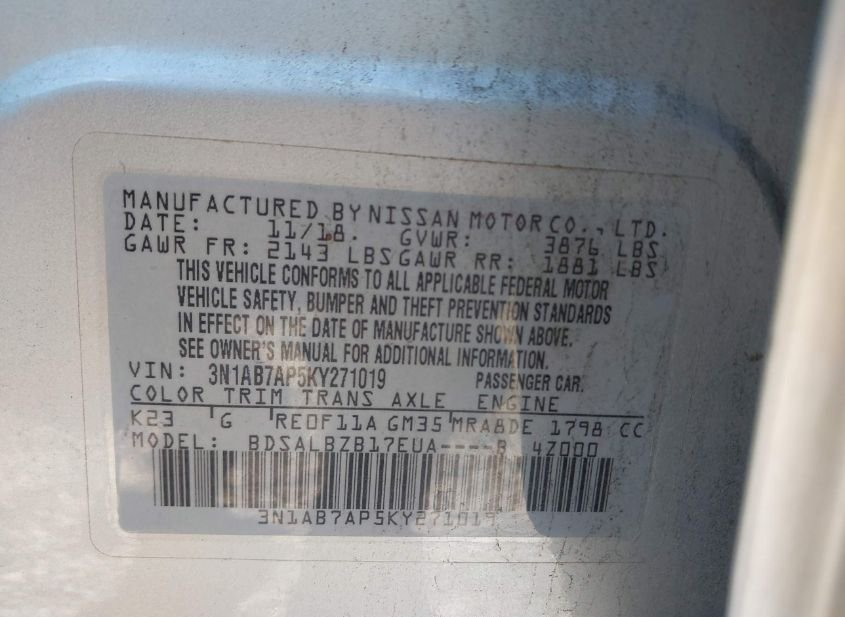 MANUFACTURED BY NISSAN MOTOR CO., LTD.
DATE: 11/18. GVWR: 3876 LBS
GAWR FR: 2143 LBS GAWR RR: 1881 LBS
THIS VEHICLE CONFORMS TO ALL APPLICABLE FEDERAL MOTOR
VEHICLE SAFETY, BUMPER AND THEFT PREVENTION STANDARDS
IN EFFECT ON THE DATE OF MANUFACTURE SHOWN ABOVE.
SEE OWNER'S MANUAL FOR ADDITIONAL INFORMATION.
VIN: 3N1AB7AP5KY271019 PASSENGER CAR.
COLOR TRIM TRANS AXLE ENGINE
K23 G RE0F11A GM35 MRA8DE 1798 CC
MODEL: BDSALBZB17EUA----B 4Z000
3N1AB7AP5KY271019